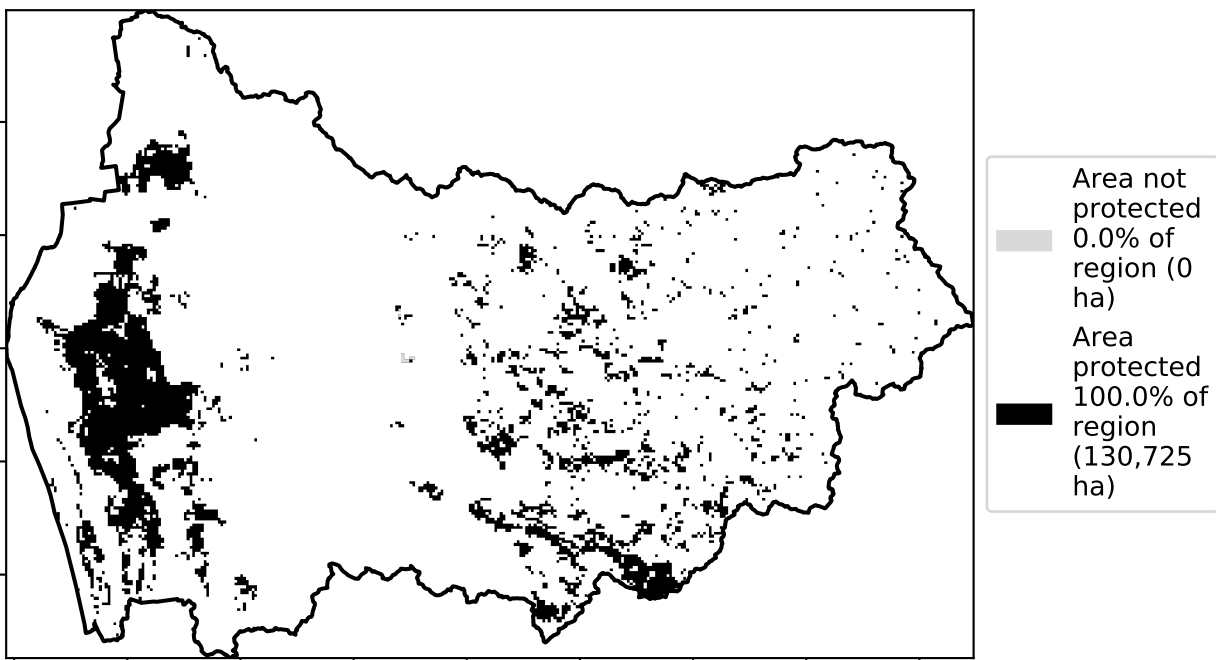 Area not
protected
0.0% of
region (0
ha)
Area
protected
100.0% of
region
(130,725
ha)